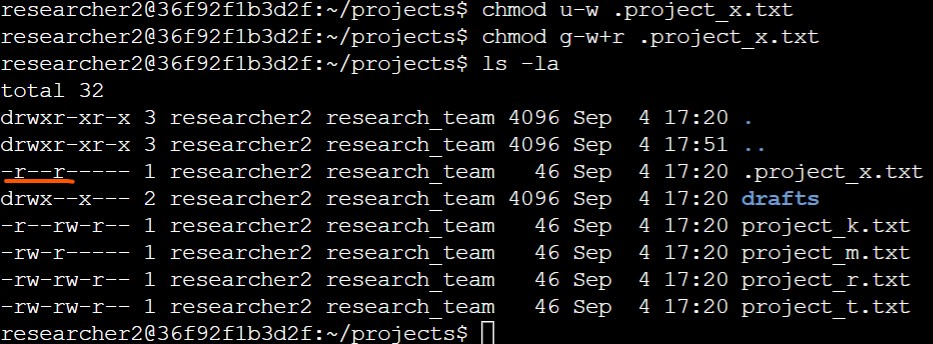 researcher2@36f92f1b3d2f:~/projects$ chmod u-w .project_x.txt
researcher2@36f92f1b3d2f:~/projects$ chmod g-w+r .project_x.txt
researcher2@36f92f1b3d2f:~/projects$ ls -la
total 32
drwxr-xr-x 3 researcher2 research_team 4096 Sep  4 17:20 .
drwxr-xr-x 3 researcher2 research_team 4096 Sep  4 17:51 ..
-r--r----- 1 researcher2 research_team   46 Sep  4 17:20 .project_x.txt
drwx--x--- 2 researcher2 research_team 4096 Sep  4 17:20 drafts
-r--rw-r-- 1 researcher2 research_team   46 Sep  4 17:20 project_k.txt
-rw-r----- 1 researcher2 research_team   46 Sep  4 17:20 project_m.txt
-rw-rw-r-- 1 researcher2 research_team   46 Sep  4 17:20 project_r.txt
-rw-rw-r-- 1 researcher2 research_team   46 Sep  4 17:20 project_t.txt
researcher2@36f92f1b3d2f:~/projects$